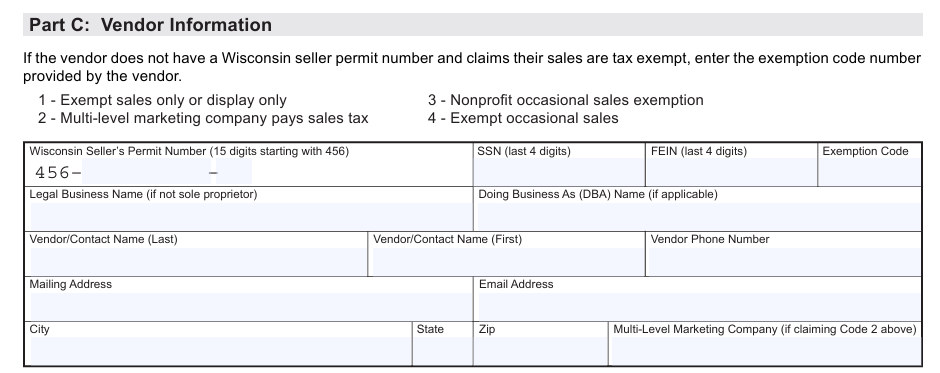 Part C: Vendor Information
If the vendor does not have a Wisconsin seller permit number and claims their sales are tax exempt, enter the exemption code number
provided by the vendor.
1 - Exempt sales only or display only
3 - Nonprofit occasional sales exemption
2 - Multi-level marketing company pays sales tax
4 - Exempt occasional sales
Wisconsin Seller's Permit Number (15 digits starting with 456)
SSN (last 4 digits)
FEIN (last 4 digits)
Exemption Code
456- -
Legal Business Name (if not sole proprietor)
Doing Business As (DBA) Name (if applicable)
Vendor/Contact Name (Last)
Vendor/Contact Name (First)
Vendor Phone Number
Mailing Address
Email Address
City
State
Zip
Multi-Level Marketing Company (if claiming Code 2 above)